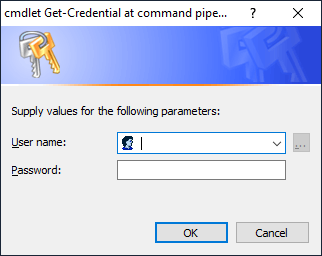 cmdlet Get-Credential at command pipe...
Supply values for the following parameters:
User name:
...
Password:
OK
Cancel